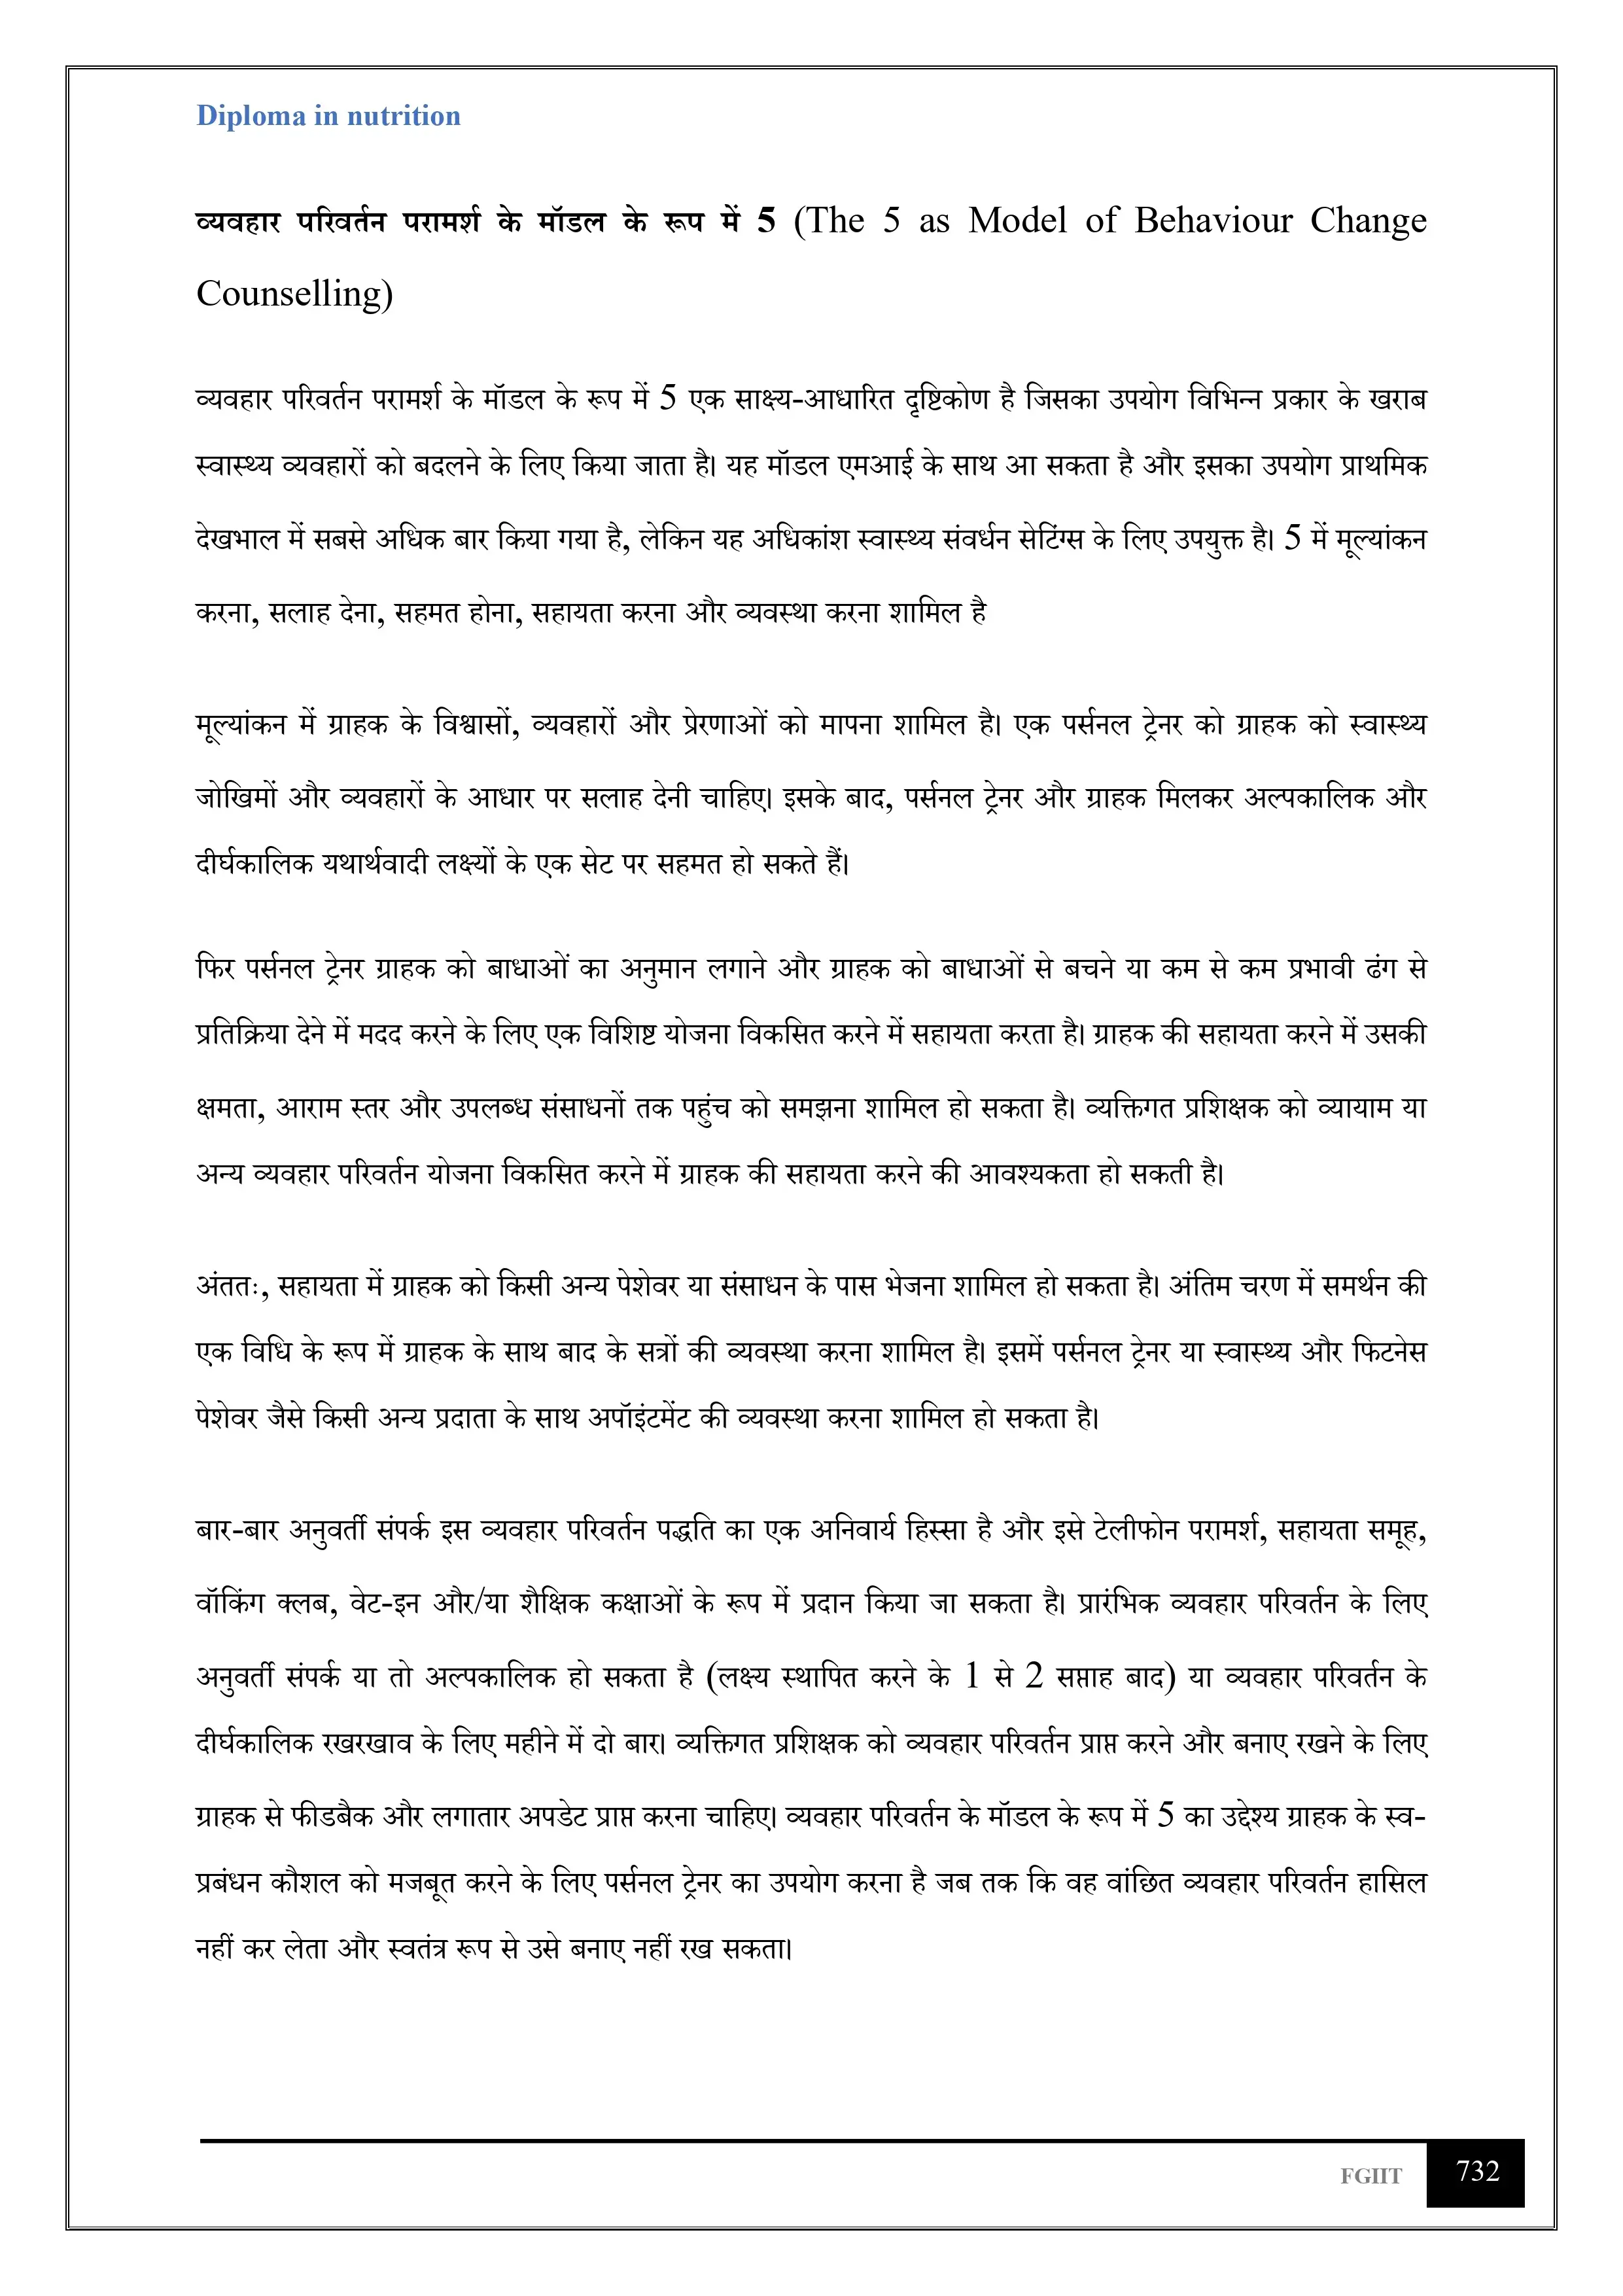 Diploma in nutrition
व्यवहार परिवर्तन परामर्श के मॉडल के रूप में 5 (The 5 as Model of Behaviour Change
Counselling)
व्यवहार परिवर्तन परामर्श के मॉडल के रूप में 5 एक साक्ष्य-आधारित दृष्टिकोण है जिसका उपयोग विभिन्न प्रकार के खराब
स्वास्थ्य व्यवहारों को बदलने के लिए किया जाता है। यह मॉडल एमआई के साथ आ सकता है और इसका उपयोग प्राथमिक
देखभाल में सबसे अधिक बार किया गया है, लेकिन यह अधिकांश स्वास्थ्य संवर्धन सेटिंग्स के लिए उपयुक्त है। 5 में मूल्यांकन
करना, सलाह देना, सहमत होना, सहायता करना और व्यवस्था करना शामिल है
मूल्यांकन में ग्राहक के विश्वासों, व्यवहारों और प्रेरणाओं को मापना शामिल है। एक पर्सनल ट्रेनर को ग्राहक को स्वास्थ्य
जोखिमों और व्यवहारों के आधार पर सलाह देनी चाहिए। इसके बाद, पर्सनल ट्रेनर और ग्राहक मिलकर अल्पकालिक और
दीर्घकालिक यथार्थवादी लक्ष्यों के एक सेट पर सहमत हो सकते हैं।
फिर पर्सनल ट्रेनर ग्राहक को बाधाओं का अनुमान लगाने और ग्राहक को बाधाओं से बचने या कम से कम प्रभावी ढंग से
प्रतिक्रिया देने में मदद करने के लिए एक विशिष्ट योजना विकसित करने में सहायता करता है। ग्राहक की सहायता करने में उसकी
क्षमता, आराम स्तर और उपलब्ध संसाधनों तक पहुंच को समझना शामिल हो सकता है। व्यक्तिगत प्रशिक्षक को व्यायाम या
अन्य व्यवहार परिवर्तन योजना विकसित करने में ग्राहक की सहायता करने की आवश्यकता हो सकती है।
अंततः, सहायता में ग्राहक को किसी अन्य पेशेवर या संसाधन के पास भेजना शामिल हो सकता है। अंतिम चरण में समर्थन की
एक विधि के रूप में ग्राहक के साथ बाद के सत्रों की व्यवस्था करना शामिल है। इसमें पर्सनल ट्रेनर या स्वास्थ्य और फिटनेस
पेशेवर जैसे किसी अन्य प्रदाता के साथ अपॉइंटमेंट की व्यवस्था करना शामिल हो सकता है।
बार-बार अनुवर्ती संपर्क इस व्यवहार परिवर्तन पद्धति का एक अनिवार्य हिस्सा है और इसे टेलीफोन परामर्श, सहायता समूह,
वॉकिंग क्लब, वेट-इन और/या शैक्षिक कक्षाओं के रूप में प्रदान किया जा सकता है। प्रारंभिक व्यवहार परिवर्तन के लिए
अनुवर्ती संपर्क या तो अल्पकालिक हो सकता है (लक्ष्य स्थापित करने के 1 से 2 सप्ताह बाद) या व्यवहार परिवर्तन के
दीर्घकालिक रखरखाव के लिए महीने में दो बार। व्यक्तिगत प्रशिक्षक को व्यवहार परिवर्तन प्राप्त करने और बनाए रखने के लिए
ग्राहक से फीडबैक और लगातार अपडेट प्राप्त करना चाहिए। व्यवहार परिवर्तन के मॉडल के रूप में 5 का उद्देश्य ग्राहक के स्व-
प्रबंधन कौशल को मजबूत करने के लिए पर्सनल ट्रेनर का उपयोग करना है जब तक कि वह वांछित व्यवहार परिवर्तन हासिल
नहीं कर लेता और स्वतंत्र रूप से उसे बनाए नहीं रख सकता।
FGIIT 732